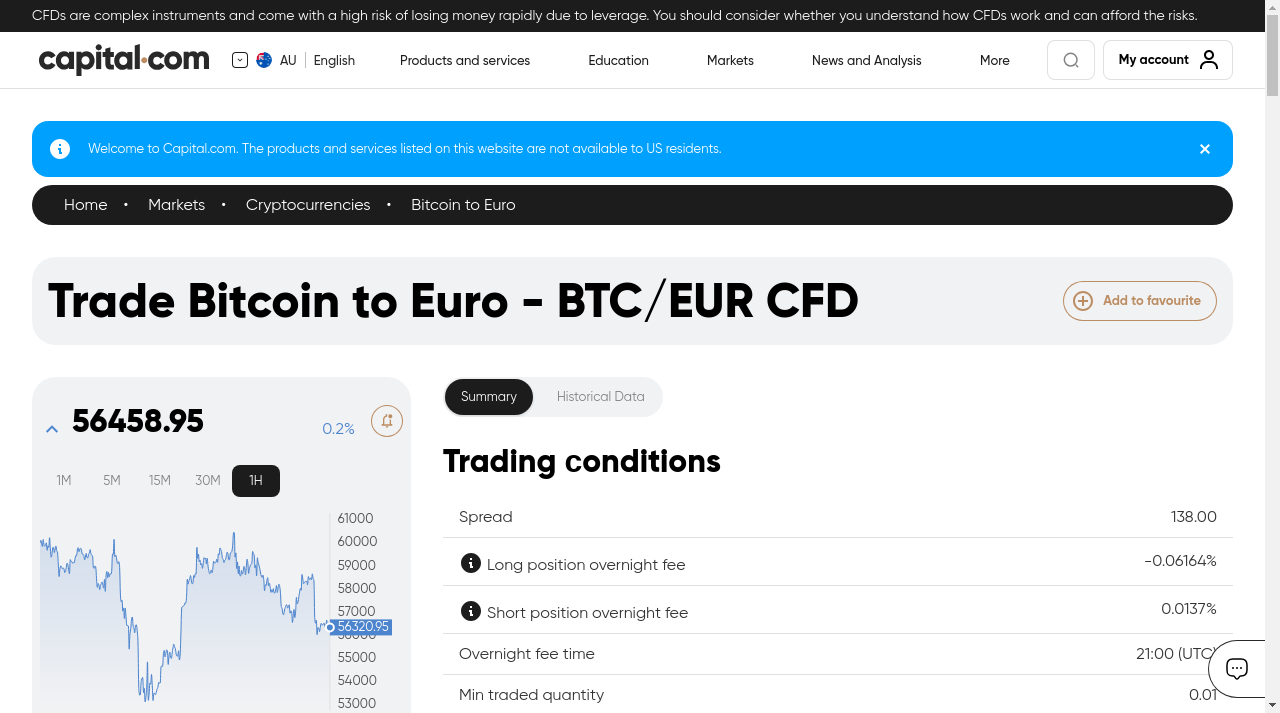 CFDs are complex instruments and come with a high risk of losing money rapidly due to leverage. You should consider whether you understand how CFDs work and can afford the risks.
capital.com
AU English
Products and services
Education
Markets
News and Analysis
More
My account
Welcome to Capital.com. The products and services listed on this website are not available to US residents.
Home • Markets • Cryptocurrencies • Bitcoin to Euro
Trade Bitcoin to Euro - BTC/EUR CFD
Add to favourite
56458.95
0.2%
1M 5M 15M 30M 1H
61000
60000
59000
58000
57000
56320.95
56000
55000
54000
53000
Summary
Historical Data
Trading conditions
Spread 138.00
Long position overnight fee -0.06164%
Short position overnight fee 0.0137%
Overnight fee time 21:00 (UTC)
Min traded quantity 0.01